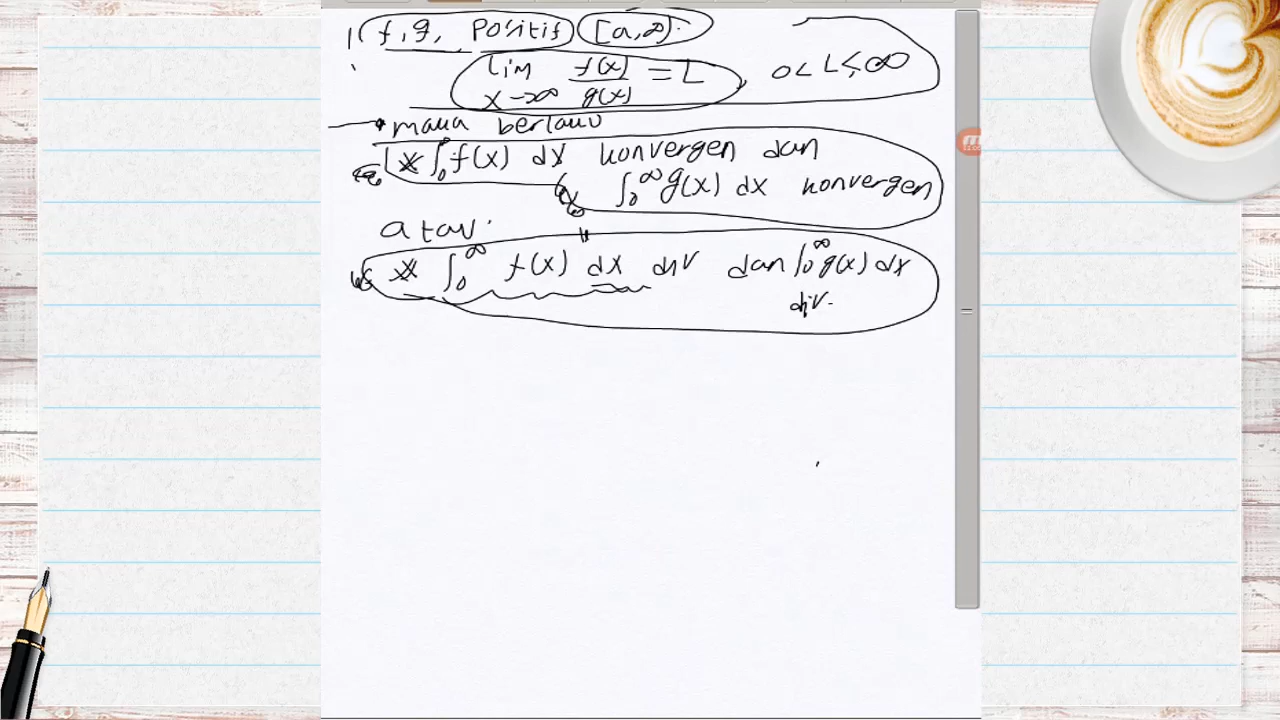 1( f, g, Positif [a, ∞).
lim x→∞ f(x)/g(x) = L, 0 < L ≤ ∞
maka berlaku
* ∫₀^∞ f(x) dx konvergen dan
∫₀^∞ g(x) dx konvergen
atau
* ∫₀^∞ f(x) dx div dan ∫₀^∞ g(x) dx
div.